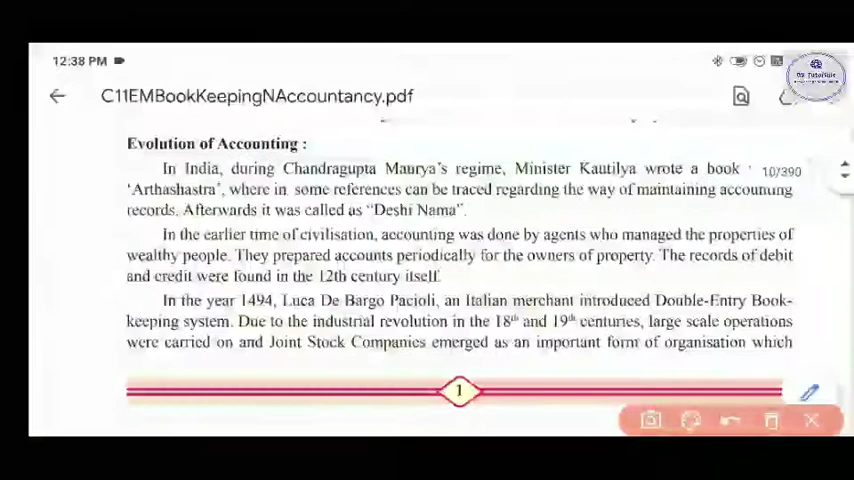 12:38 PM
C11EMBookKeepingNAccountancy.pdf
Evolution of Accounting :
In India, during Chandragupta Maurya's regime, Minister Kautilya wrote a book
10/390
'Arthashastra', where in some references can be traced regarding the way of maintaining accounting
records. Afterwards it was called as "Deshi Nama".
In the earlier time of civilisation, accounting was done by agents who managed the properties of
wealthy people. They prepared accounts periodically for the owners of property. The records of debit
and credit were found in the 12th century itself.
In the year 1494, Luca De Bargo Pacioli, an Italian merchant introduced Double-Entry Book-
keeping system. Due to the industrial revolution in the 18th and 19th centuries, large scale operations
were carried on and Joint Stock Companies emerged as an important form of organisation which
1